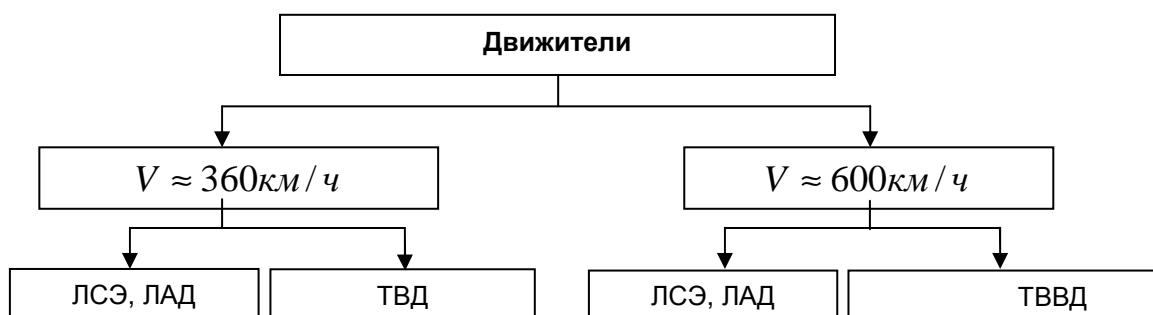 Движители
V ≈ 360км / ч
V ≈ 600км / ч
ЛСЭ, ЛАД
ТВД
ЛСЭ, ЛАД
ТВВД